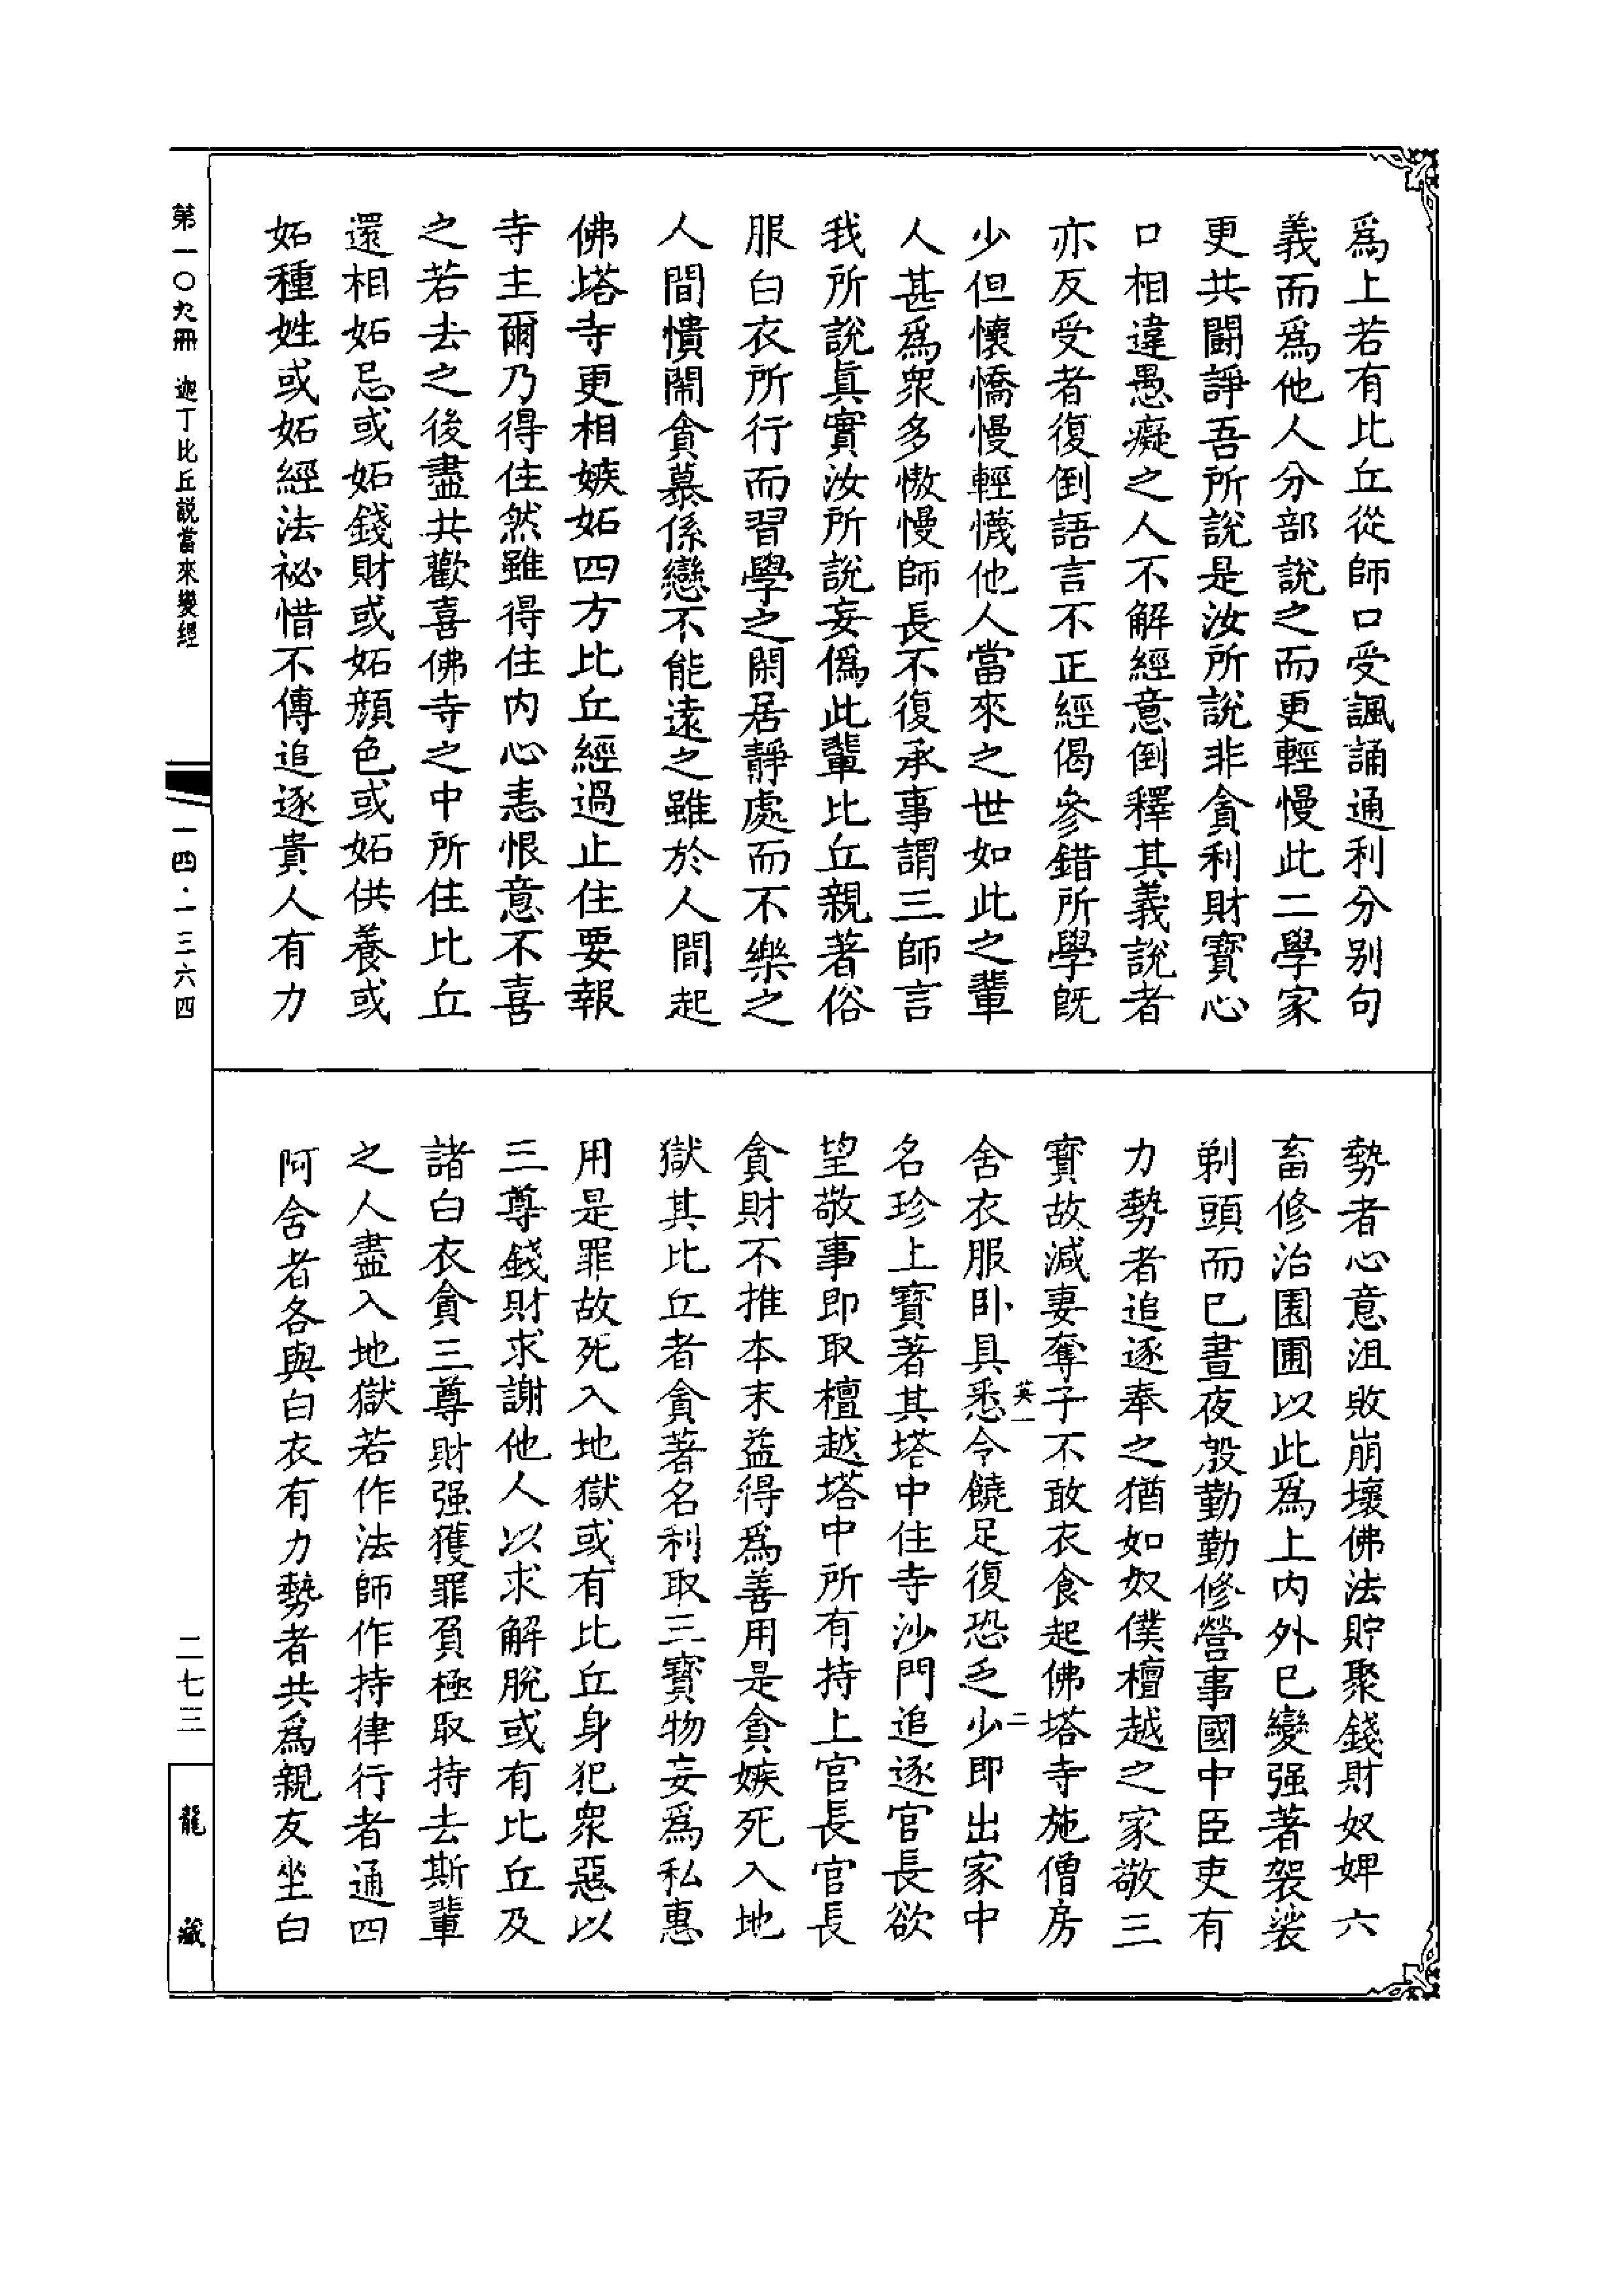 爲上若有比丘從師口受諷誦通利分别句
義而爲他人分部說之而更輕慢此二學家
更共鬪諍吾所說是汝所說非貪利財寳心
口相違愚癡之人不解經意倒釋其義說者
亦反受者復倒語言不正經偈參錯所學旣
少但懷憍慢輕懱他人當來之世如此之輩
人甚爲衆多慠慢師長不復承事謂三師言
我所說眞實汝所說妄僞此輩比丘親著俗
服白衣所行而習學之閑居靜處而不樂之
人間憒閙貪慕係戀不能遠之雖於人間起
佛塔寺更相嫉妬四方比丘經過止住要報
寺主爾乃得住然雖得住内心恚恨意不喜
之若去之後盡共歡喜佛寺之中所住比丘
還相妬忌或妬錢財或妬顔色或妬供養或
妬種姓或妬經法祕惜不傳追逐貴人有力
勢者心意沮敗崩壞佛法貯聚錢財奴婢六
畜修治園圃以此爲上内外已變强著袈裟
剃頭而已晝夜慇勤勤修營事國中臣吏有
力勢者追逐奉之猶如奴僕檀越之家敬三
寳故減妻奪子不敢衣食起佛塔寺施僧房
英一
二
舍衣服卧具悉令饒足復恐乏少即出家中
名珍上寳著其塔中住寺沙門追逐官長欲
望敬事即取檀越塔中所有持上官長官長
貪財不推本末益得爲善用是貪嫉死入地
獄其比丘者貪著名利取三寳物妄爲私惠
用是罪故死入地獄或有比丘身犯衆惡以
三尊錢財求謝他人以求解脫或有比丘及
諸白衣貪三尊財强獲罪負極取持去斯輩
之人盡入地獄若作法師作持律行者通四
阿含者各與白衣有力勢者共爲親友坐白
第一〇九冊 迦丁比丘説當來變經
一四·一三六四
二七三
龍藏